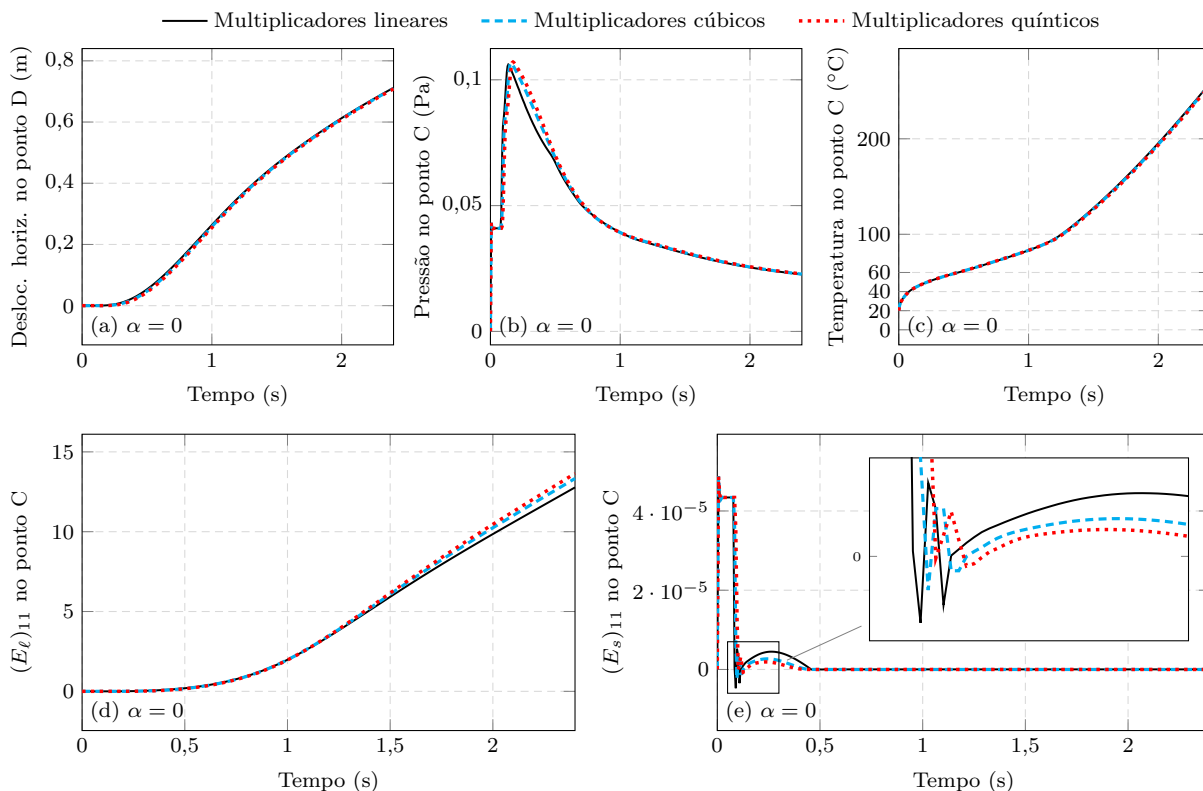 Multiplicadores lineares
Multiplicadores cúbicos
Multiplicadores quínticos
Desloc. horiz. no ponto D (m)
0,8
0,6
0,4
0,2
0
(a) α = 0
0
1
2
Tempo (s)
Pressão no ponto C (Pa)
0,1
0,05
0
(b) α = 0
0
1
2
Tempo (s)
Temperatura no ponto C (°C)
200
100
60
40
20
0
(c) α = 0
0
1
2
Tempo (s)
(Eℓ)11 no ponto C
15
10
5
0
(d) α = 0
0
0,5
1
1,5
2
Tempo (s)
(Es)11 no ponto C
4 · 10⁻⁵
2 · 10⁻⁵
0
0
(e) α = 0
0
0,5
1
1,5
2
Tempo (s)